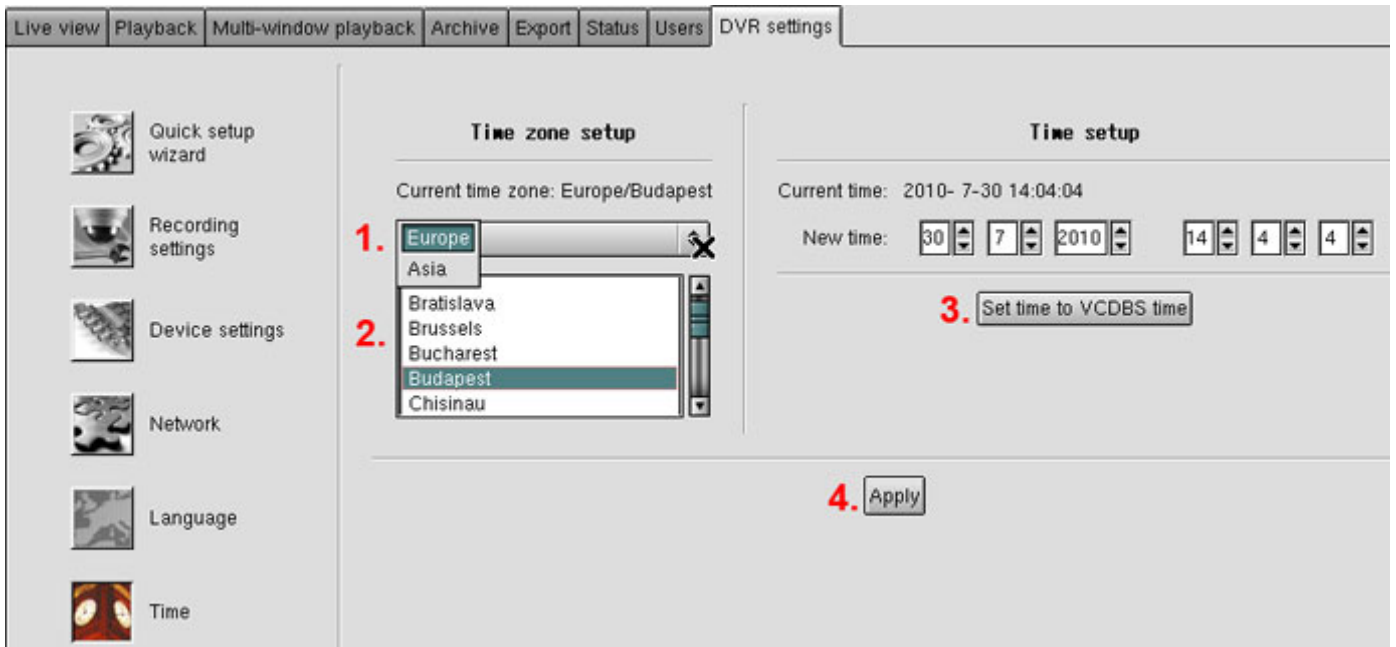 Live view Playback Multi-window playback Archive Export Status Users DVR settings
Quick setup
wizard
Recording
settings
Device settings
Network
Language
Time
Time zone setup
Current time zone: Europe/Budapest
1. Europe
Asia
2.
Bratislava
Brussels
Bucharest
Budapest
Chisinau
Time setup
Current time: 2010- 7-30 14:04:04
New time: 30 7 2010 14 4 4
3. Set time to VCDBS time
4. Apply